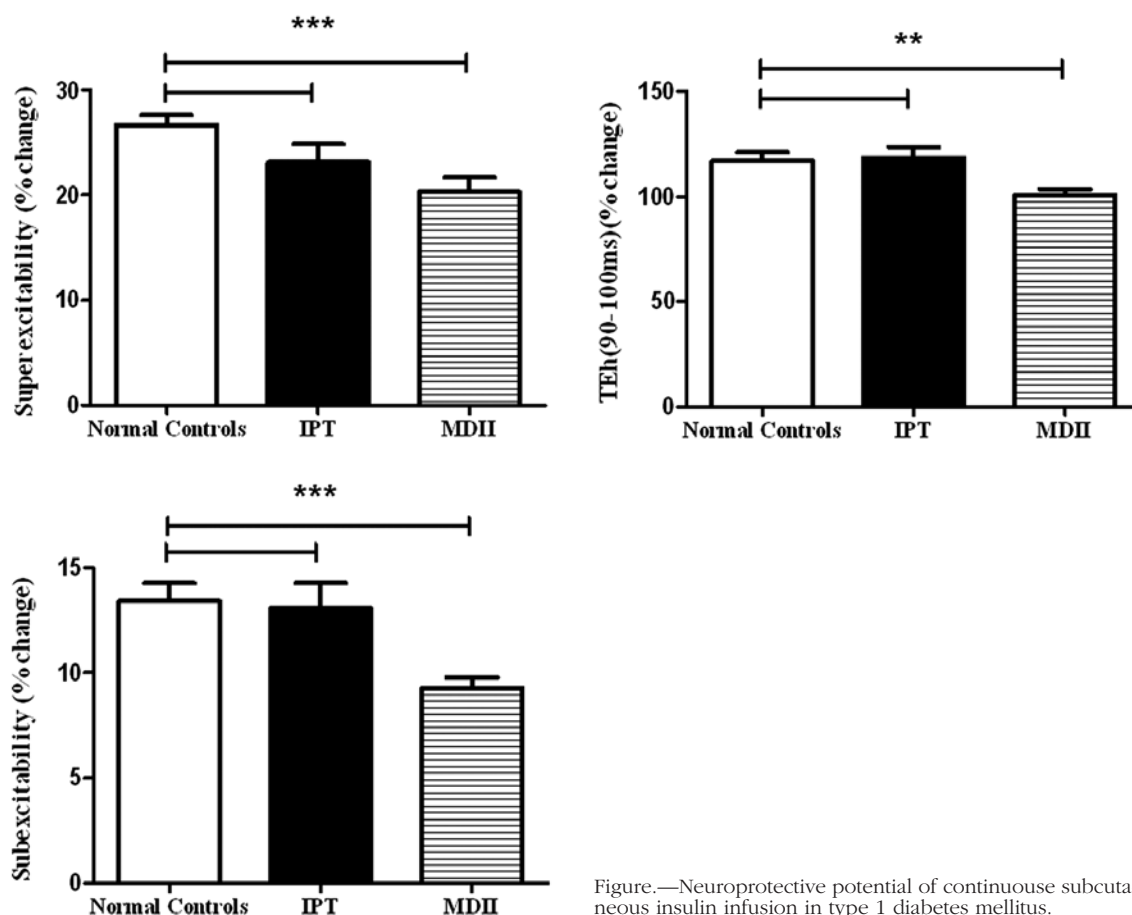 ***
Superexcitability (% change)
30
20
10
0
Normal Controls IPT MDII
**
TEh(90-100ms)(% change)
150
100
50
0
Normal Controls IPT MDII
***
Subexcitability (% change)
15
10
5
0
Normal Controls IPT MDII
Figure.—Neuroprotective potential of continuouse subcuta-
neous insulin infusion in type 1 diabetes mellitus.